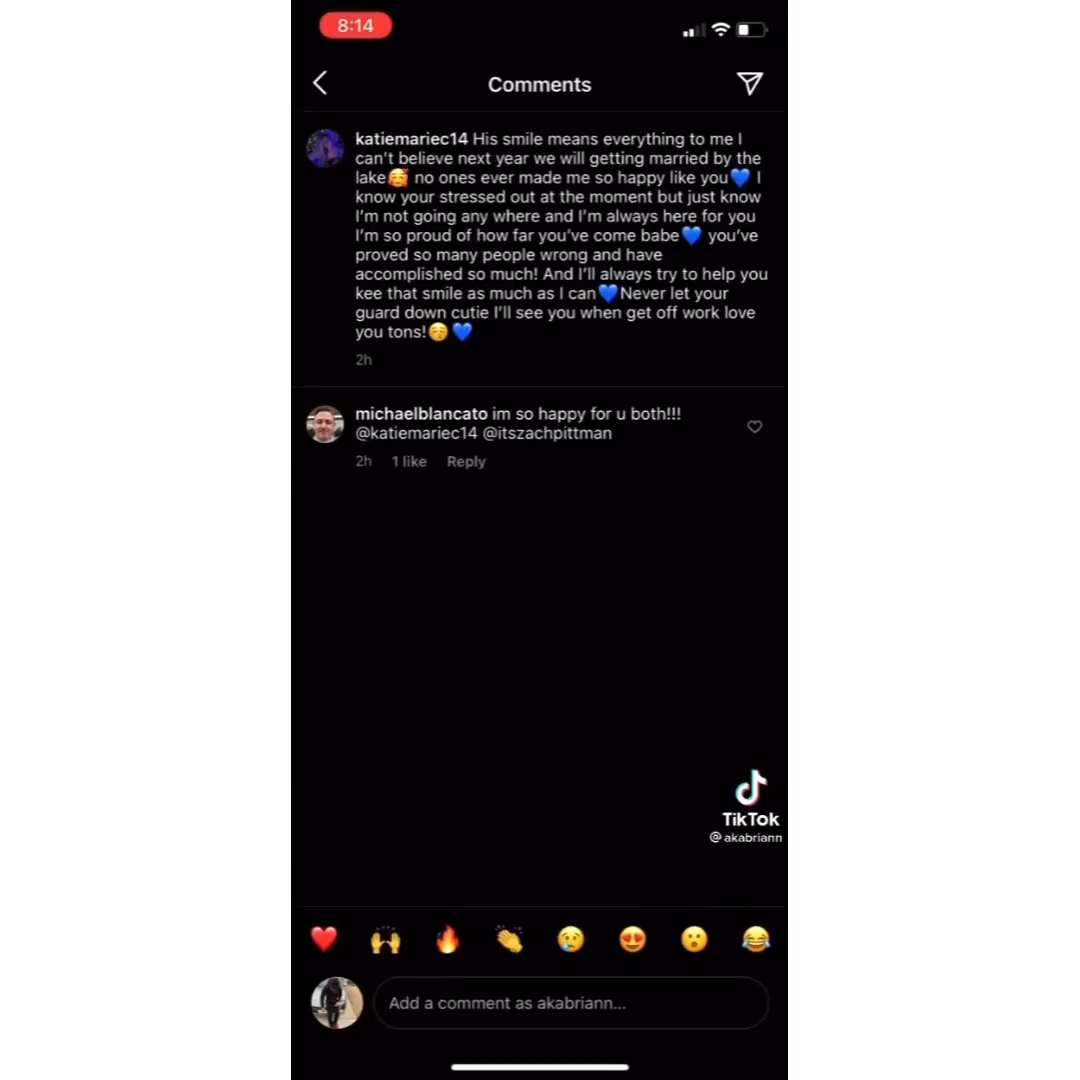 8:14
Comments
katiemariec14 His smile means everything to me I
can't believe next year we will getting married by the
lake🥰 no ones ever made me so happy like you💙 I
know your stressed out at the moment but just know
I'm not going any where and I'm always here for you
I'm so proud of how far you've come babe💙 you've
proved so many people wrong and have
accomplished so much! And I'll always try to help you
kee that smile as much as I can💙Never let your
guard down cutie I'll see you when get off work love
you tons!😚💙
2h
michaelblancato im so happy for u both!!!
@katiemariec14 @itszachpittman
2h 1 like Reply
TikTok
@akabriann
Add a comment as akabriann...